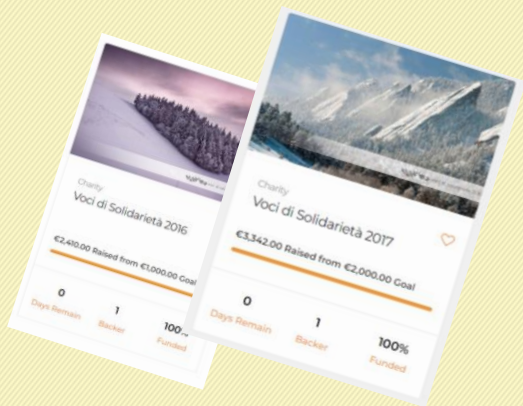 Charity
Voci di Solidarietà 2016
€2,410.00 Raised from €1,000.00 Goal
0
Days Remain
1
Backer
100%
Charity
Voci di Solidarietà 2017
€3,342.00 Raised from €2,000.00 Goal
0
Days Remain
1
Backer
100%
Funded